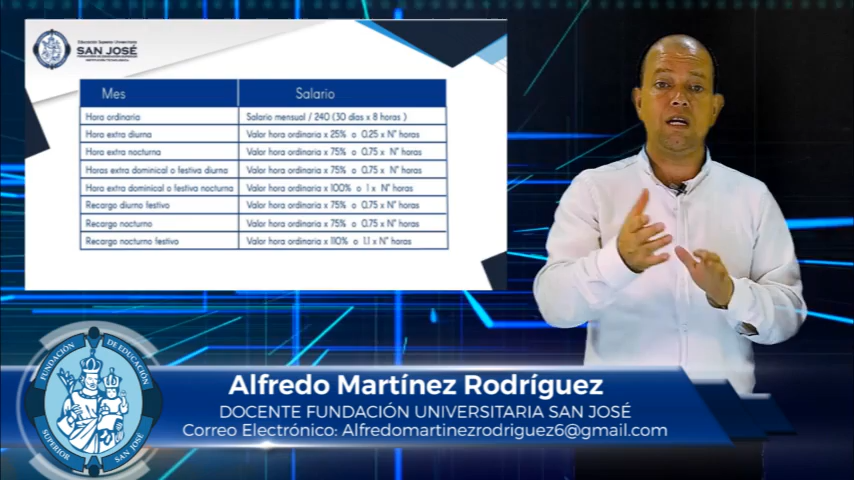 Educación Superior Universitaria
SAN JOSÉ
Mes Salario
Hora ordinario Salario mensual / 240 (30 dias x 8 horas )
Hora extra diurna Valor hora ordinaria x 25% o 0.25 x N° horas
Hora extra nocturna Valor hora ordinaria x 75% o 0.75 x N° horas
Horas extra dominical o festiva diurna Valor hora ordinaria x 75% o 0.75 x N° horas
Hora extra dominical o festiva nocturna Valor hora ordinaria x 100% o 1 x N° horas
Recargo diurno festivo Valor hora ordinaria x 75% o 0.75 x N° horas
Recargo nocturno Valor hora ordinaria x 75% o 0.75 x N° horas
Recargo nocturno festivo Valor hora ordinaria x 110% o 1.1 x N° horas
FUNDACIÓN DE EDUCACIÓN
SUPERIOR SAN JOSÉ
Alfredo Martínez Rodríguez
DOCENTE FUNDACIÓN UNIVERSITARIA SAN JOSÉ
Correo Electrónico: Alfredomartinezrodriguez6@gmail.com